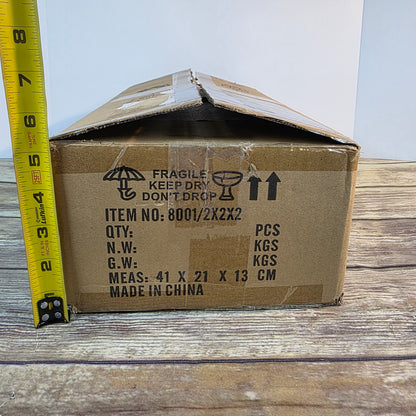 8
7
6
5
4
3
2
Lufkin
FRAGILE
KEEP DRY
DON'T DROP
ITEM NO: 8001/2X2X2
QTY: PCS
N.W: KGS
G.W: KGS
MEAS: 41 X 21 X 13 CM
MADE IN CHINA